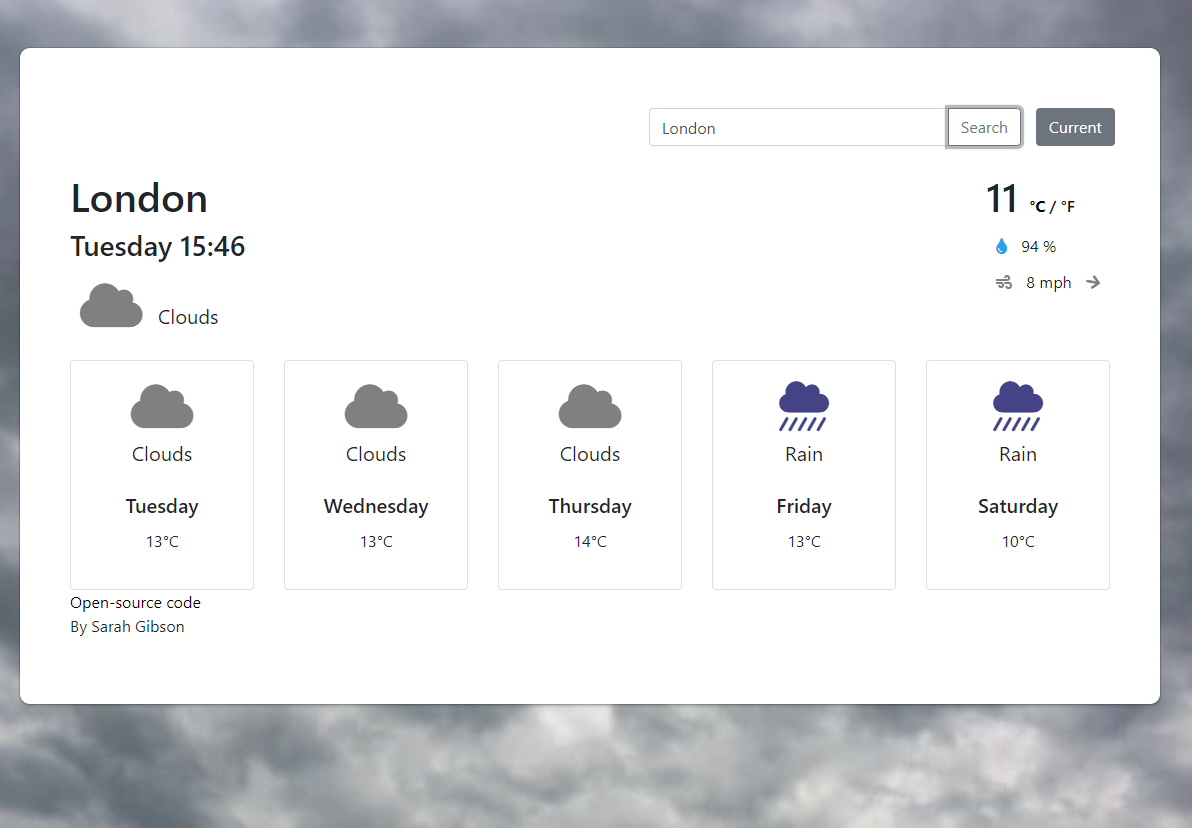 London
Search
Current
London
11 °C / °F
Tuesday 15:46
94 %
8 mph
Clouds
Clouds
Clouds
Clouds
Rain
Rain
Tuesday
Wednesday
Thursday
Friday
Saturday
13°C
13°C
14°C
13°C
10°C
Open-source code
By Sarah Gibson